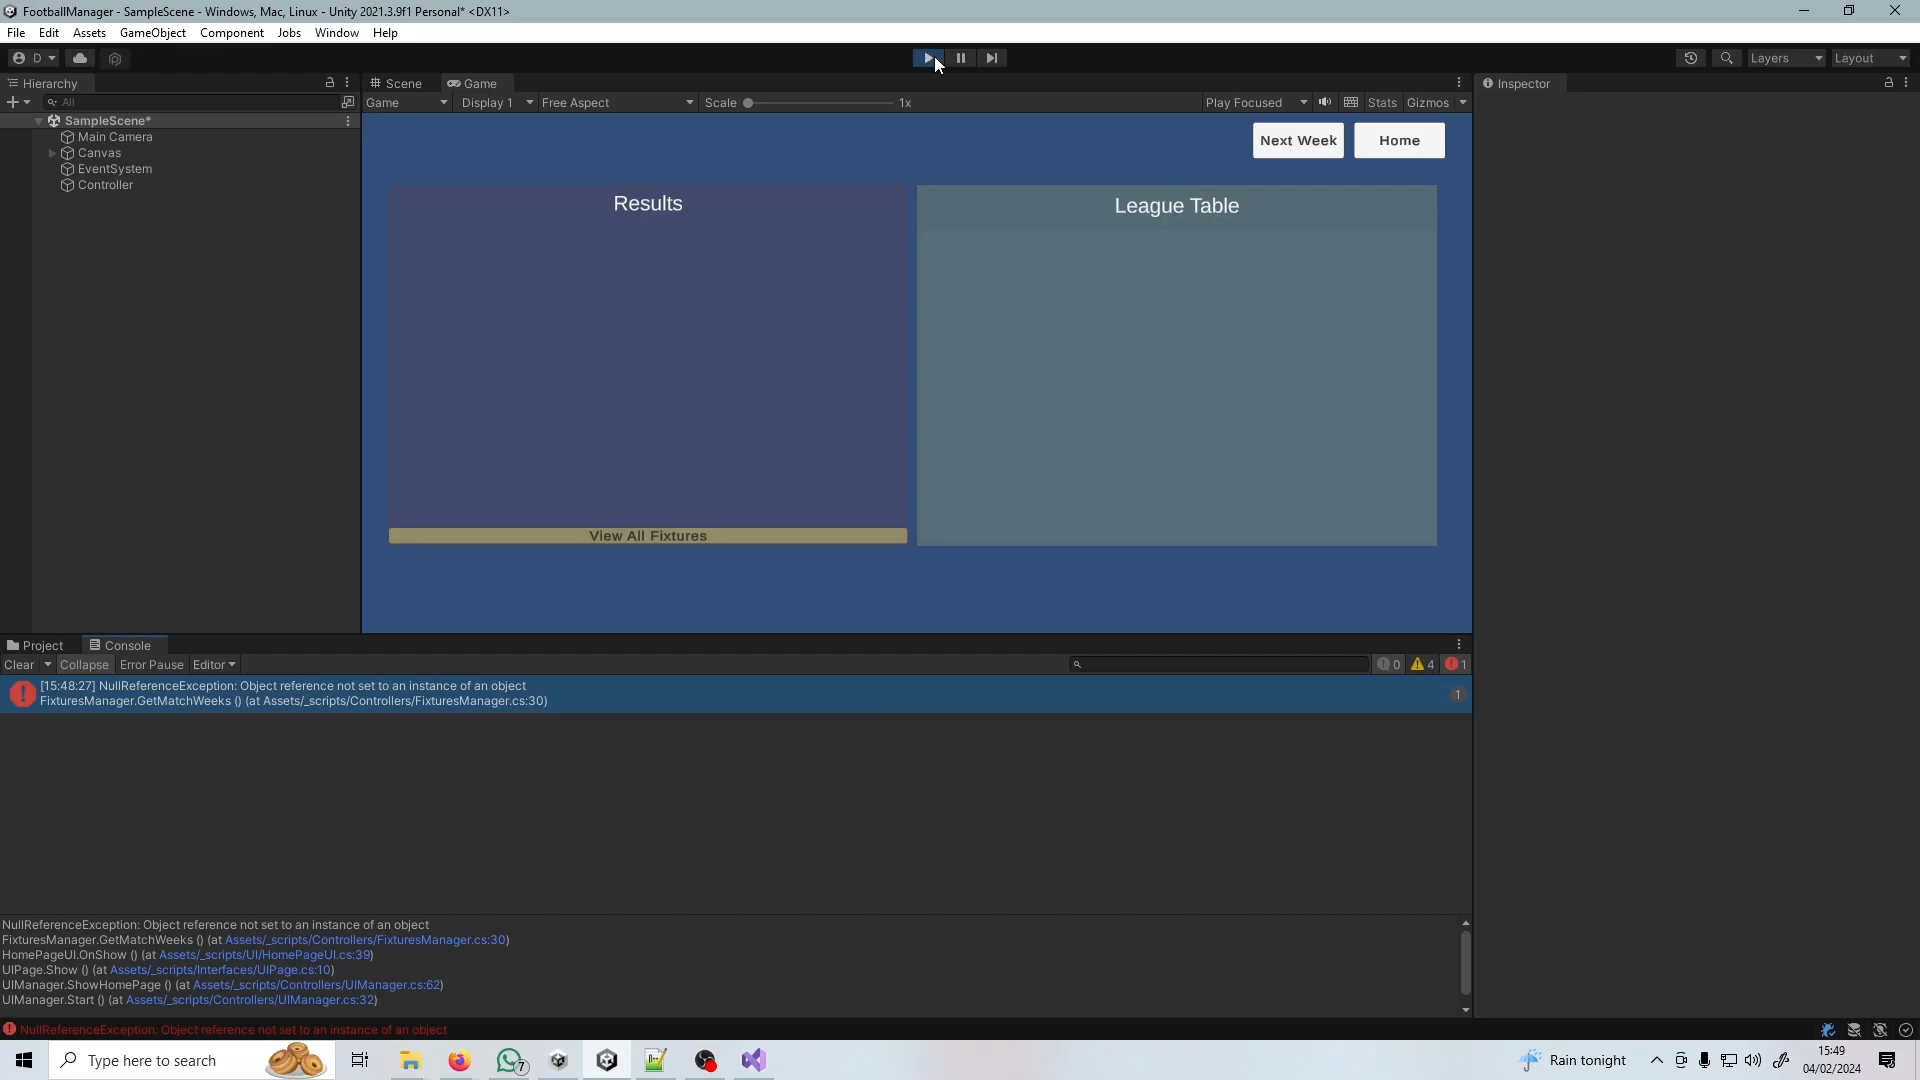 FootballManager - SampleScene - Windows, Mac, Linux - Unity 2021.3.9f1 Personal* <DX11>
File Edit Assets GameObject Component Jobs Window Help
D Layers Layout
Hierarchy Scene Game Inspector
All Game Display 1 Free Aspect Scale 1x Play Focused Stats Gizmos
SampleScene*
Main Camera
Canvas
EventSystem
Controller
Next Week Home
Results League Table
View All Fixtures
Project Console
Clear Collapse Error Pause Editor 0 4 1
[15:48:27] NullReferenceException: Object reference not set to an instance of an object
FixturesManager.GetMatchWeeks () (at Assets/_scripts/Controllers/FixturesManager.cs:30)
1
NullReferenceException: Object reference not set to an instance of an object
FixturesManager.GetMatchWeeks () (at Assets/_scripts/Controllers/FixturesManager.cs:30)
HomePageUI.OnShow () (at Assets/_scripts/UI/HomePageUI.cs:39)
UIPage.Show () (at Assets/_scripts/Interfaces/UIPage.cs:10)
UIManager.ShowHomePage () (at Assets/_scripts/Controllers/UIManager.cs:62)
UIManager.Start () (at Assets/_scripts/Controllers/UIManager.cs:32)
NullReferenceException: Object reference not set to an instance of an object
Type here to search 7 Rain tonight 15:49
04/02/2024